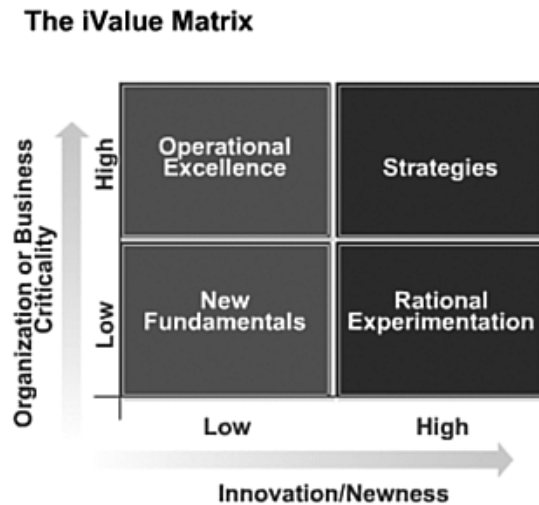 The iValue Matrix
Organization or Business
Criticality
High
Low
Operational
Excellence
Strategies
New
Fundamentals
Rational
Experimentation
Low
High
Innovation/Newness